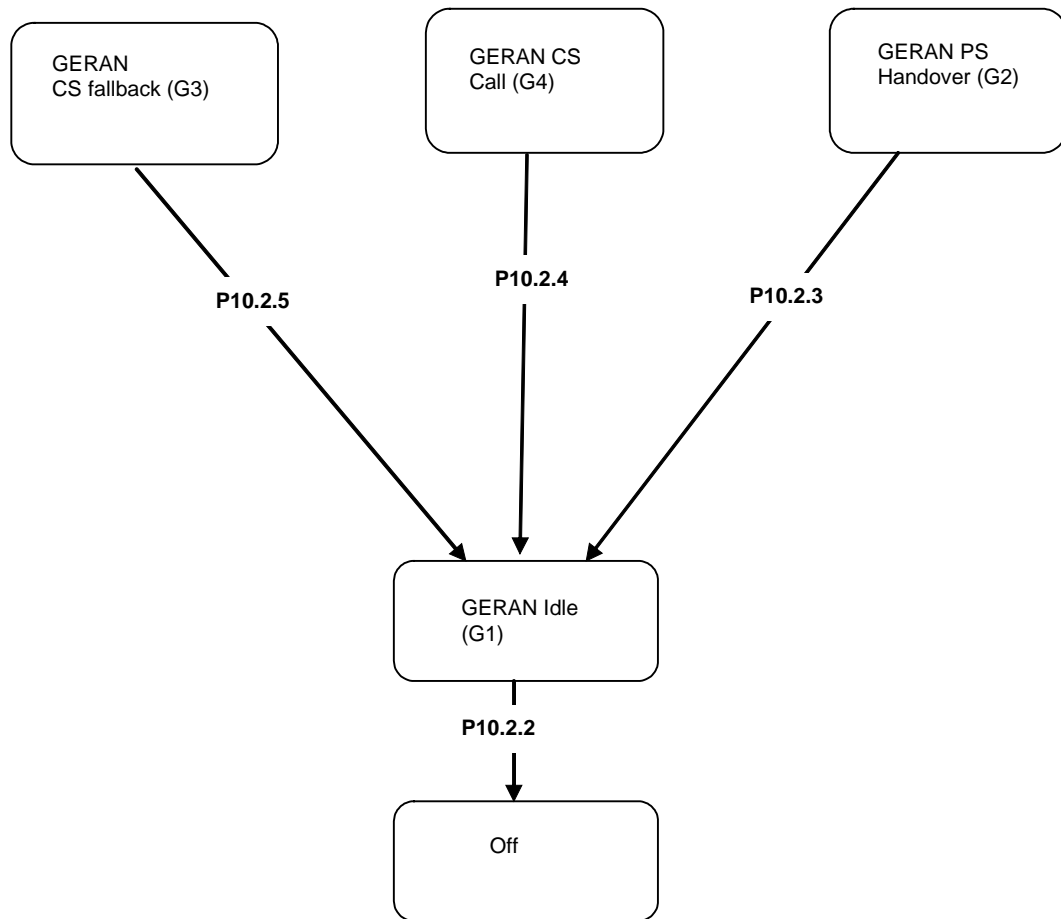 GERAN
CS fallback (G3)
GERAN CS
Call (G4)
GERAN PS
Handover (G2)
P10.2.5
P10.2.4
P10.2.3
GERAN Idle
(G1)
P10.2.2
Off